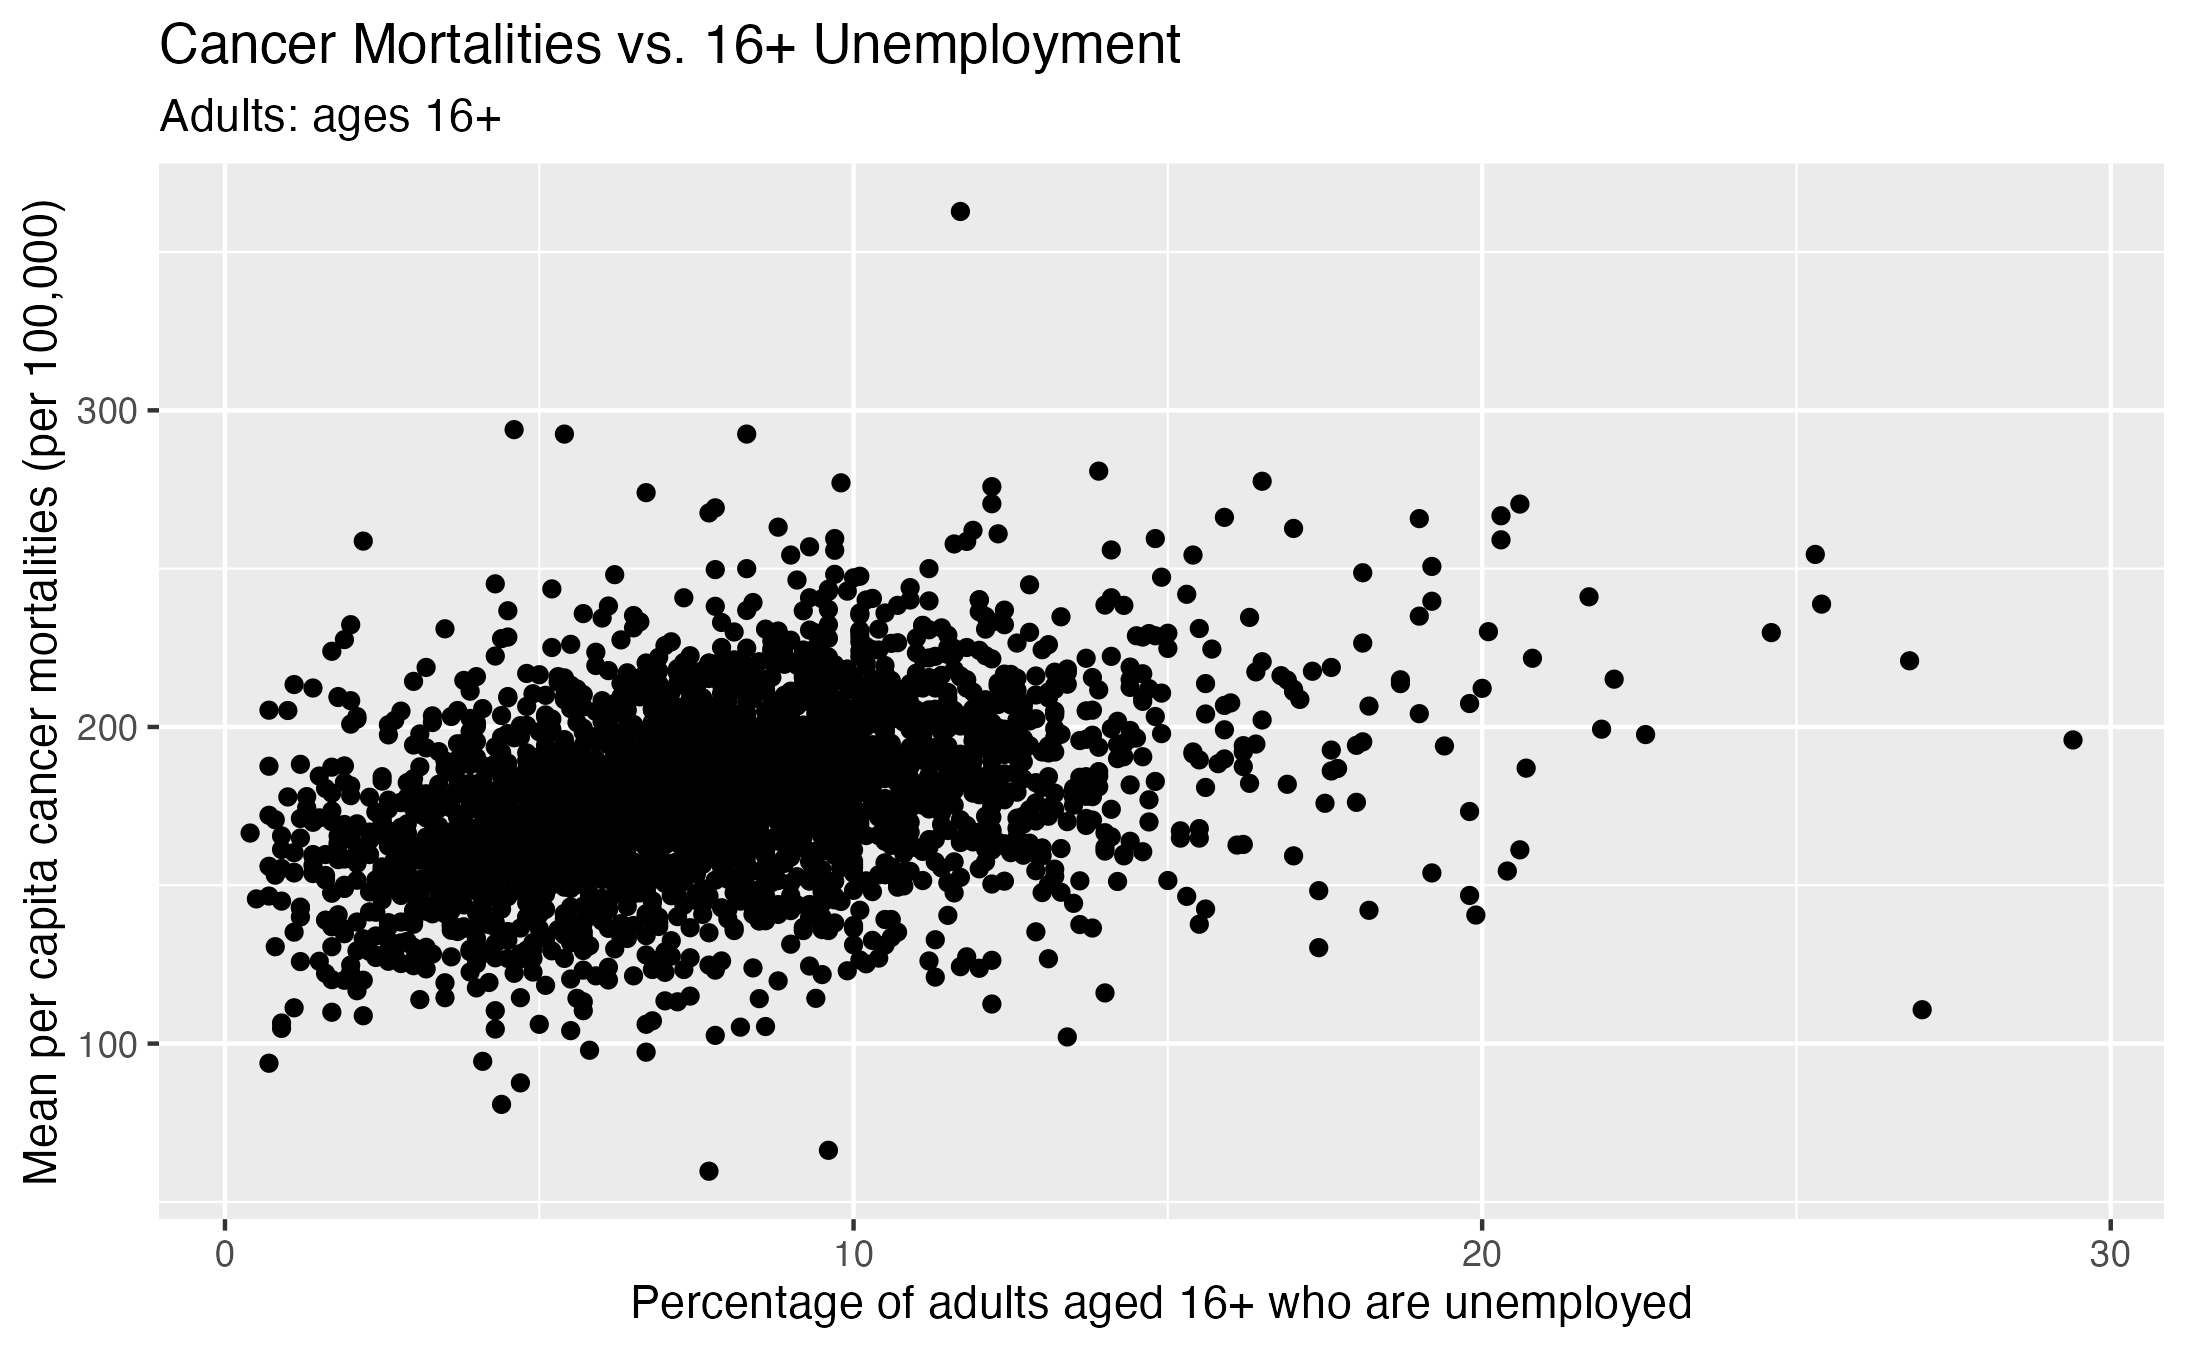 Cancer Mortalities vs. 16+ Unemployment
Adults: ages 16+
Mean per capita cancer mortalities (per 100,000)
300
200
100
0
10
20
30
Percentage of adults aged 16+ who are unemployed